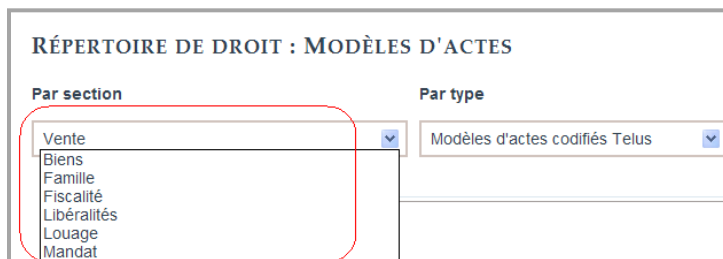 RÉPERTOIRE DE DROIT : MODÈLES D'ACTES
Par section
Par type
Vente
Modèles d'actes codifiés Telus
Biens
Famille
Fiscalité
Libéralités
Louage
Mandat